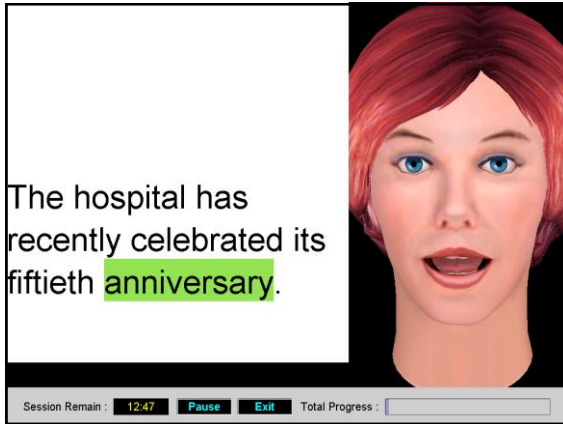 The hospital has
recently celebrated its
fiftieth anniversary.
Session Remain : 12:47 Pause Exit Total Progress :